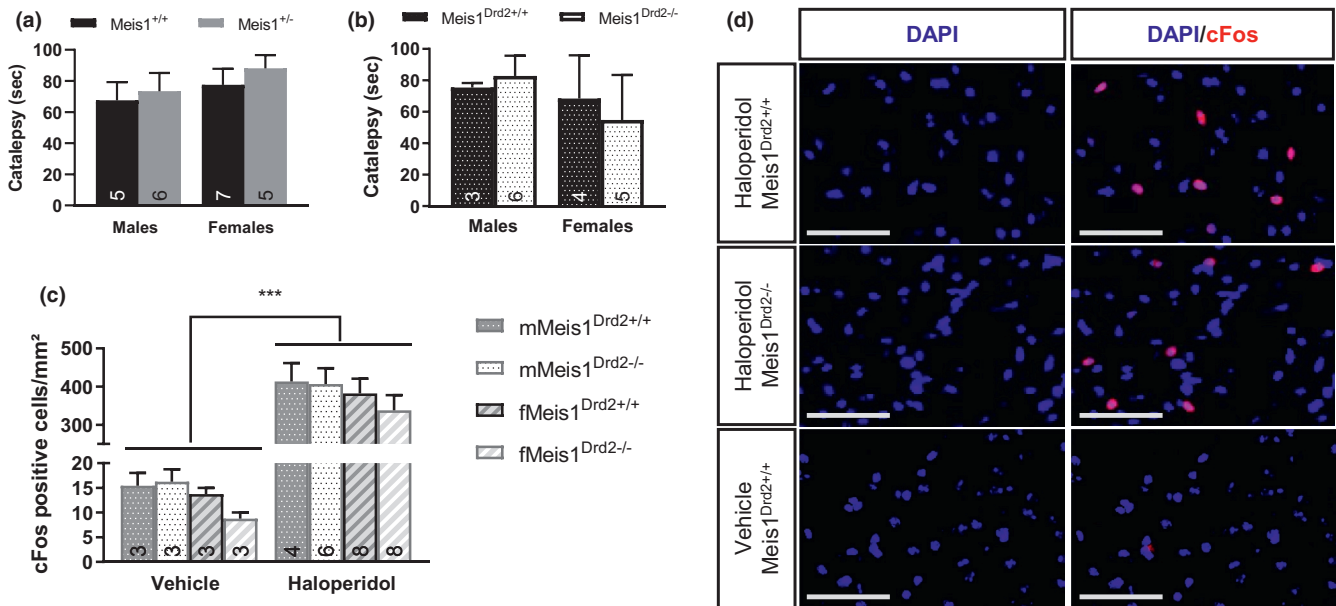 (a)
Meis1+/+ Meis1+/-
Catalepsy (sec)
100
80
60
40
20
0
5 6 7 5
Males Females
(b)
Meis1Drd2+/+ Meis1Drd2-/-
Catalepsy (sec)
100
80
60
40
20
0
3 6 4 5
Males Females
(c)
***
cFos positive cells/mm²
500
400
300
20
15
10
5
0
3 3 3 3 4 6 8 8
Vehicle Haloperidol
mMeis1Drd2+/+
mMeis1Drd2-/-
fMeis1Drd2+/+
fMeis1Drd2-/-
(d)
DAPI DAPI/cFos
Haloperidol
Meis1Drd2+/+
Haloperidol
Meis1Drd2-/-
Vehicle
Meis1Drd2+/+